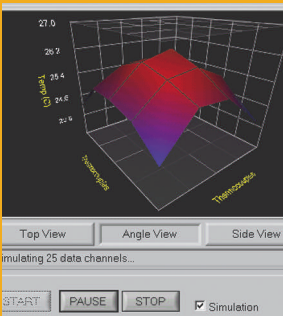 27.0
26.2
25.4
24.6
Temp (C)
Thermocouples
Thermocouples
Top View
Angle View
Side View
imulating 25 data channels...
START
PAUSE
STOP
Simulation